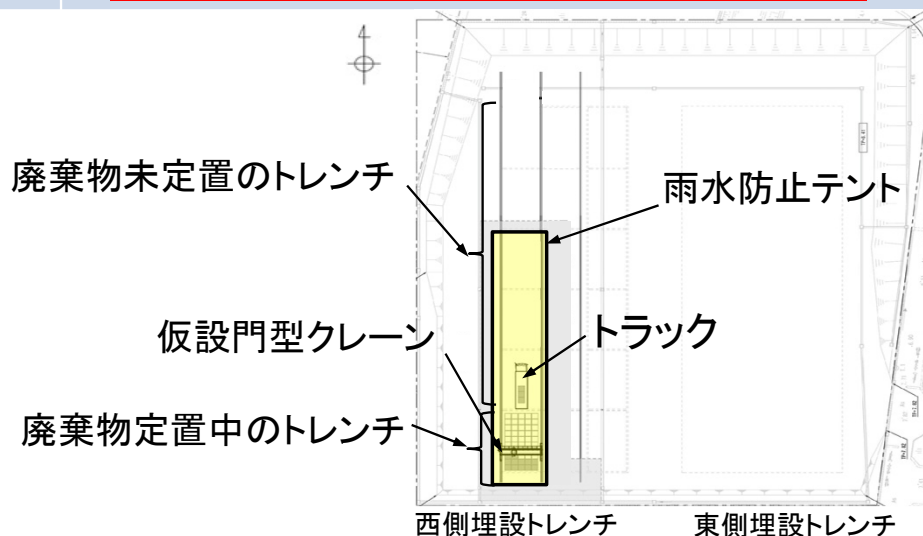 廃棄物未定置のトレンチ
雨水防止テント
仮設門型クレーン
トラック
廃棄物定置中のトレンチ
西側埋設トレンチ
東側埋設トレンチ